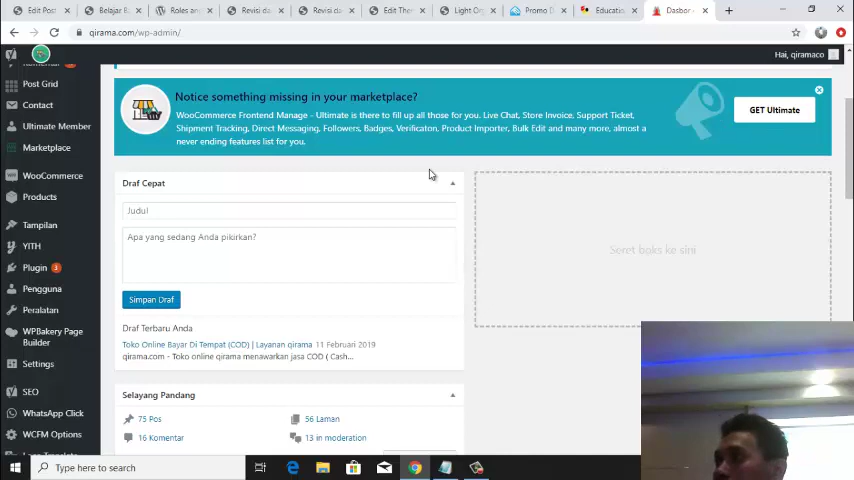 Edit Post
Belajar B
Roles an
Revisi da
Revisi da
Edit The
Light Or
Promo D
Educatio
Dasbor -
qirama.com/wp-admin/
Hai, qiramaco
Post Grid
Contact
Ultimate Member
Marketplace
WooCommerce
Products
Tampilan
YITH
Plugin 3
Pengguna
Peralatan
WPBakery Page
Builder
Settings
SEO
WhatsApp Click
WCFM Options
Notice something missing in your marketplace?
WooCommerce Frontend Manage - Ultimate is there to fill up all those for you. Live Chat, Store Invoice, Support Ticket,
Shipment Tracking, Direct Messaging, Followers, Badges, Verificaton, Product Importer, Bulk Edit and many more, almost a
never ending features list for you.
GET Ultimate
Draf Cepat
Judul
Apa yang sedang Anda pikirkan?
Simpan Draf
Draf Terbaru Anda
Toko Online Bayar Di Tempat (COD) | Layanan qirama 11 Februari 2019
qirama.com - Toko online qirama menawarkan jasa COD ( Cash...
Seret boks ke sini
Selayang Pandang
75 Pos
56 Laman
16 Komentar
13 in moderation
Type here to search